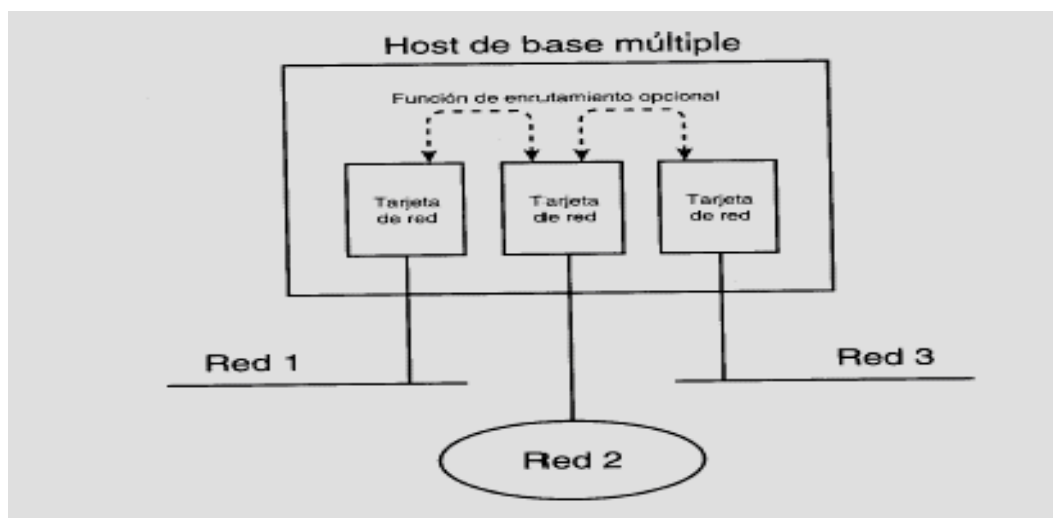 Host de base múltiple
Función de enrutamiento opcional
Tarjeta
de red
Tarjeta
de red
Tarjeta
de red
Red 1
Red 3
Red 2